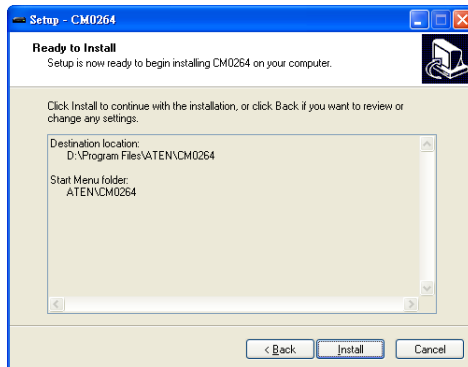 Setup - CM0264
Ready to Install
Setup is now ready to begin installing CM0264 on your computer.
Click Install to continue with the installation, or click Back if you want to review or
change any settings.
Destination location:
D:\Program Files\ATEN\CM0264
Start Menu folder:
ATEN\CM0264
< Back
Install
Cancel